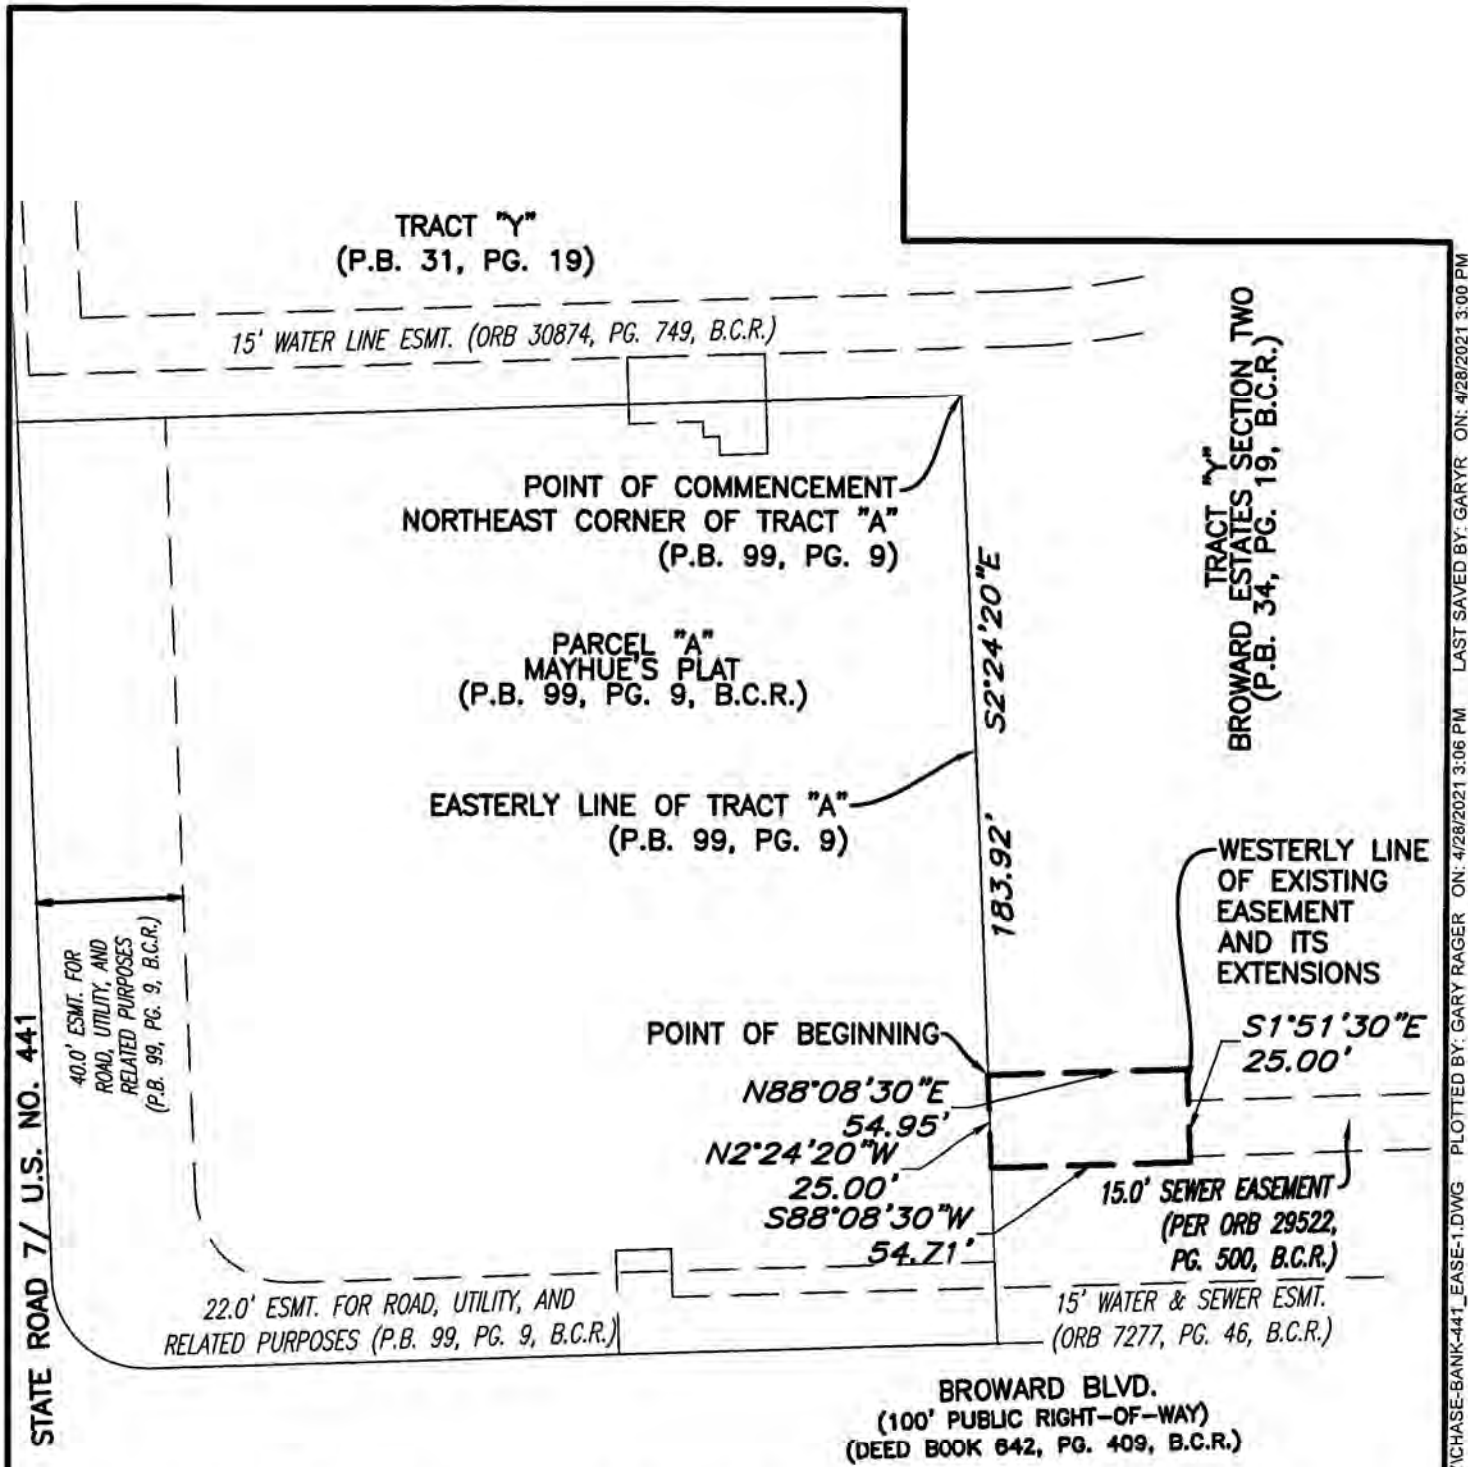 TRACT "Y"
(P.B. 31, PG. 19)
15' WATER LINE ESMT. (ORB 30874, PG. 749, B.C.R.)
POINT OF COMMENCEMENT
NORTHEAST CORNER OF TRACT "A"
(P.B. 99, PG. 9)
PARCEL "A"
MAYHUE'S PLAT
(P.B. 99, PG. 9, B.C.R.)
EASTERLY LINE OF TRACT "A"
(P.B. 99, PG. 9)
S2°24'20"E
183.92'
TRACT "Y"
BROWARD ESTATES SECTION TWO
(P.B. 34, PG. 19, B.C.R.)
WESTERLY LINE
OF EXISTING
EASEMENT
AND ITS
EXTENSIONS
S1°51'30"E
25.00'
POINT OF BEGINNING
N88°08'30"E
54.95'
N2°24'20"W
25.00'
S88°08'30"W
54.71'
15.0' SEWER EASEMENT
(PER ORB 29522,
PG. 500, B.C.R.)
40.0' ESMT. FOR
ROAD, UTILITY, AND
RELATED PURPOSES
(P.B. 99, PG. 9, B.C.R.)
STATE ROAD 7/ U.S. NO. 441
22.0' ESMT. FOR ROAD, UTILITY, AND
RELATED PURPOSES (P.B. 99, PG. 9, B.C.R.)
15' WATER & SEWER ESMT.
(ORB 7277, PG. 46, B.C.R.)
BROWARD BLVD.
(100' PUBLIC RIGHT-OF-WAY)
(DEED BOOK 642, PG. 409, B.C.R.)
\CHASE-BANK-441_EASE-1.DWG PLOTTED BY: GARY RAGER ON: 4/28/2021 3:06 PM LAST SAVED BY: GARYR ON: 4/28/2021 3:00 PM